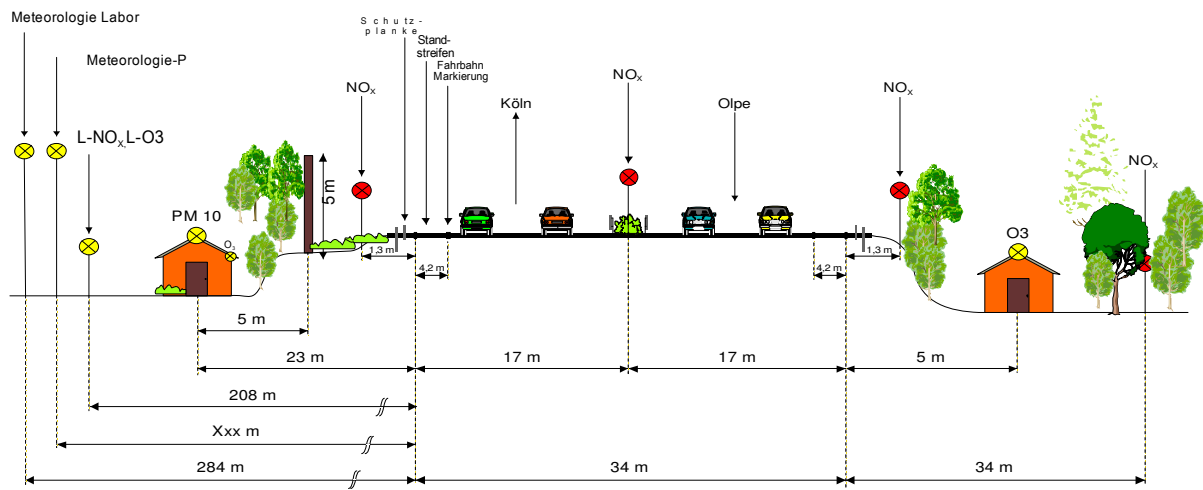 Meteorologie Labor
Meteorologie-P
L-NOx,L-O3
PM 10
O3
5 m
NOx
Schutz-
planke
Stand-
streifen
Fahrbahn
Markierung
Köln
NOx
Olpe
NOx
NOx
O3
1,3 m
4,2 m
4,2 m
1,3 m
5 m
23 m
17 m
17 m
5 m
208 m
Xxx m
284 m
34 m
34 m